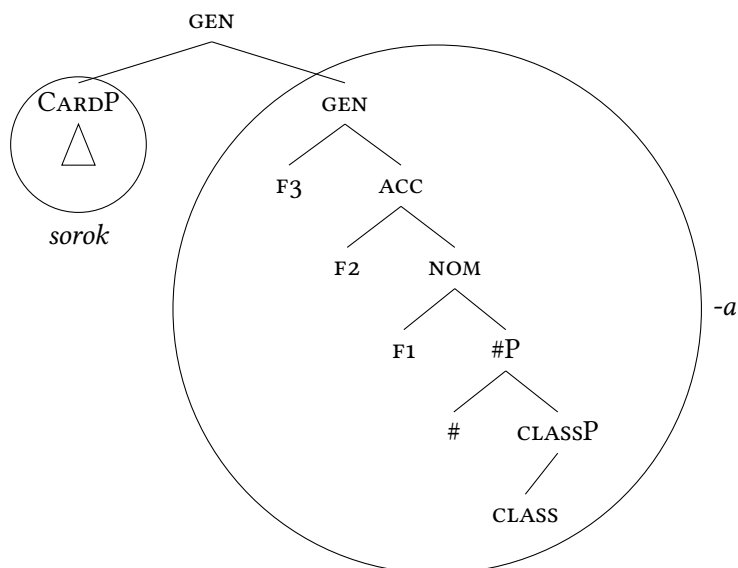 GEN
CARDP
GEN
sorok
F3 ACC
F2 NOM
-a
F1 #P
# CLASSP
CLASS